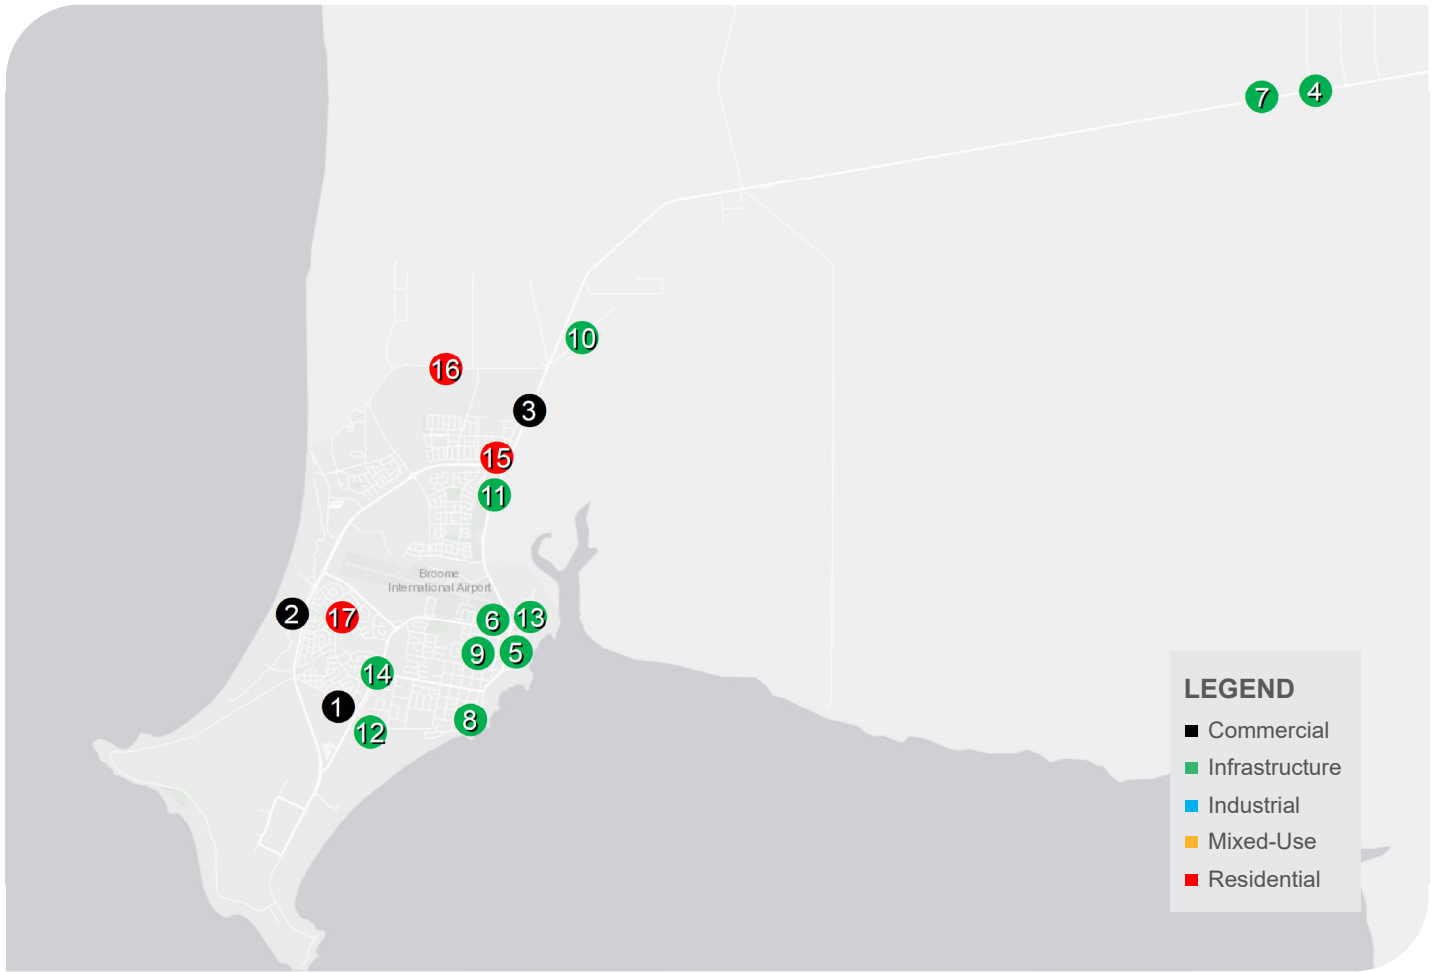 7
4
10
16
3
15
11
Broome
International Airport
2
17
6
13
9
5
14
1
8
12
LEGEND
Commercial
Infrastructure
Industrial
Mixed-Use
Residential